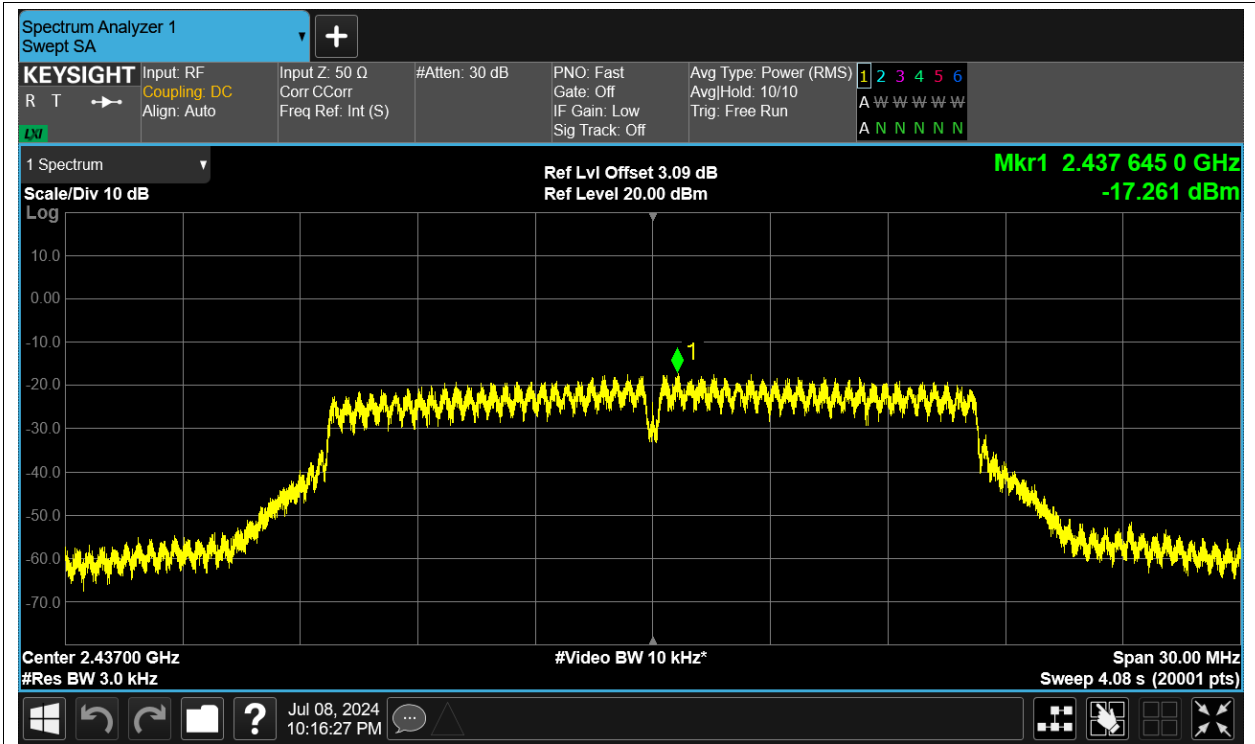 Spectrum Analyzer 1
Swept SA
KEYSIGHT
R T
LXI
Input: RF
Coupling: DC
Align: Auto
Input Z: 50 Ω
Corr CCorr
Freq Ref: Int (S)
#Atten: 30 dB
PNO: Fast
Gate: Off
IF Gain: Low
Sig Track: Off
Avg Type: Power (RMS)
Avg|Hold: 10/10
Trig: Free Run
1 2 3 4 5 6
A W W W W W
A N N N N N
1 Spectrum
Scale/Div 10 dB
Log
Ref Lvl Offset 3.09 dB
Ref Level 20.00 dBm
Mkr1 2.437 645 0 GHz
-17.261 dBm
10.0
0.00
-10.0
-20.0
-30.0
-40.0
-50.0
-60.0
-70.0
1
Center 2.43700 GHz
#Res BW 3.0 kHz
#Video BW 10 kHz*
Span 30.00 MHz
Sweep 4.08 s (20001 pts)
?
Jul 08, 2024
10:16:27 PM